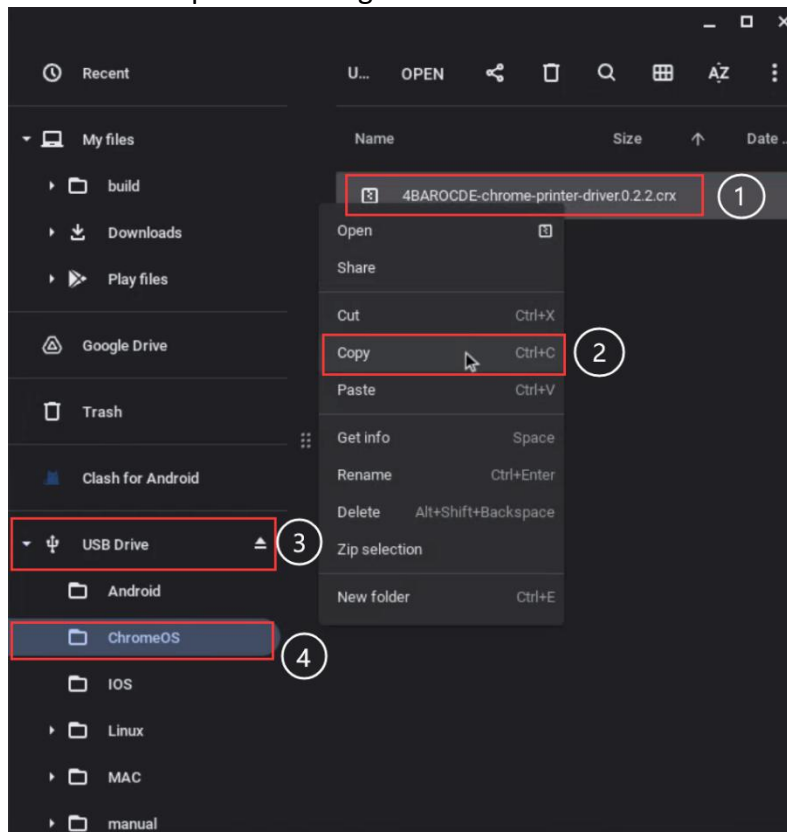 Recent
U... OPEN AZ
My files
Name Size Date ..
build
4BAROCDE-chrome-printer-driver.0.2.2.crx 1
Downloads
Open
Share
Play files
Cut Ctrl+X
Google Drive
Copy Ctrl+C 2
Paste Ctrl+V
Trash
Get info Space
Clash for Android
Rename Ctrl+Enter
Delete Alt+Shift+Backspace
USB Drive 3
Zip selection
Android
New folder Ctrl+E
ChromeOS
4
IOS
Linux
MAC
manual